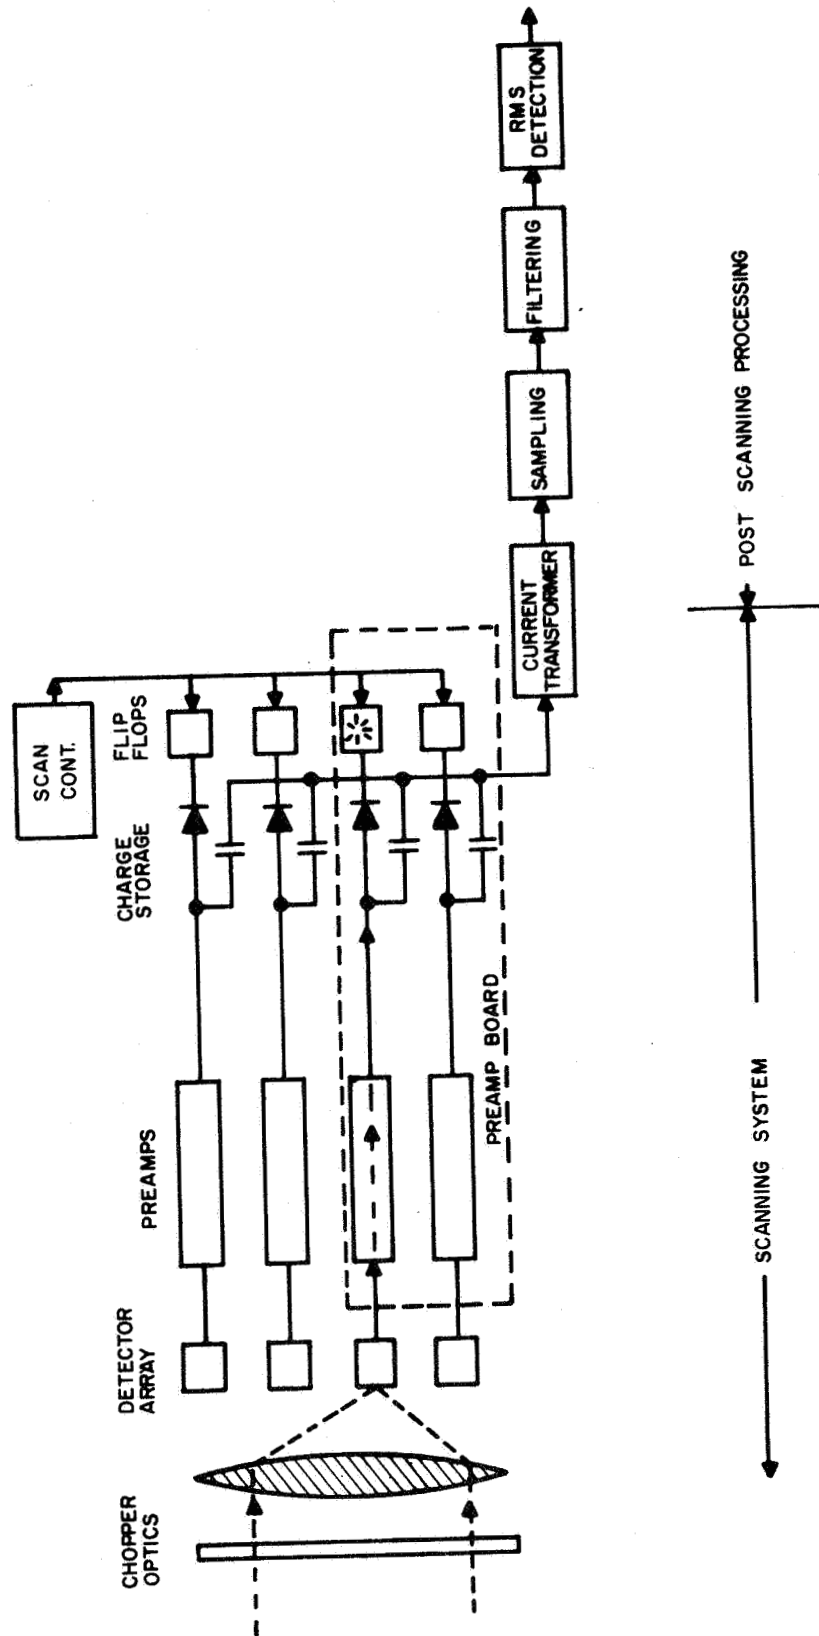 CHOPPER
OPTICS
DETECTOR
ARRAY
PREAMPS
CHARGE
STORAGE
FLIP
FLOPS
SCAN
CONT.
PREAMP BOARD
CURRENT
TRANSFORMER
SAMPLING
FILTERING
RMS
DETECTION
SCANNING SYSTEM
POST SCANNING PROCESSING